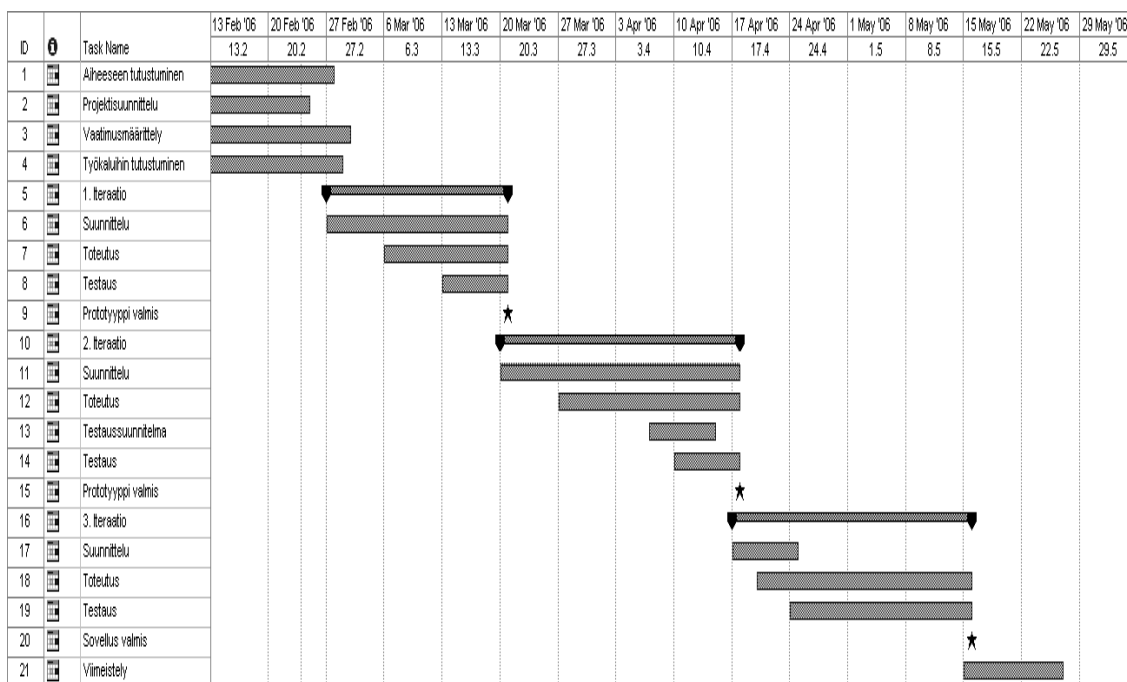 13 Feb '06 20 Feb '06 27 Feb '06 6 Mar '06 13 Mar '06 20 Mar '06 27 Mar '06 3 Apr '06 10 Apr '06 17 Apr '06 24 Apr '06 1 May '06 8 May '06 15 May '06 22 May '06 29 May '06
ID Task Name 13.2 20.2 27.2 6.3 13.3 20.3 27.3 3.4 10.4 17.4 24.4 1.5 8.5 15.5 22.5 29.5
1 Aiheeseen tutustuminen
2 Projektisuunnittelu
3 Vaatimusmäärittely
4 Työkaluihin tutustuminen
5 1. Iteraatio
6 Suunnittelu
7 Toteutus
8 Testaus
9 Prototyyppi valmis
10 2. Iteraatio
11 Suunnittelu
12 Toteutus
13 Testaussuunnitelma
14 Testaus
15 Prototyyppi valmis
16 3. Iteraatio
17 Suunnittelu
18 Toteutus
19 Testaus
20 Sovellus valmis
21 Viimeistely